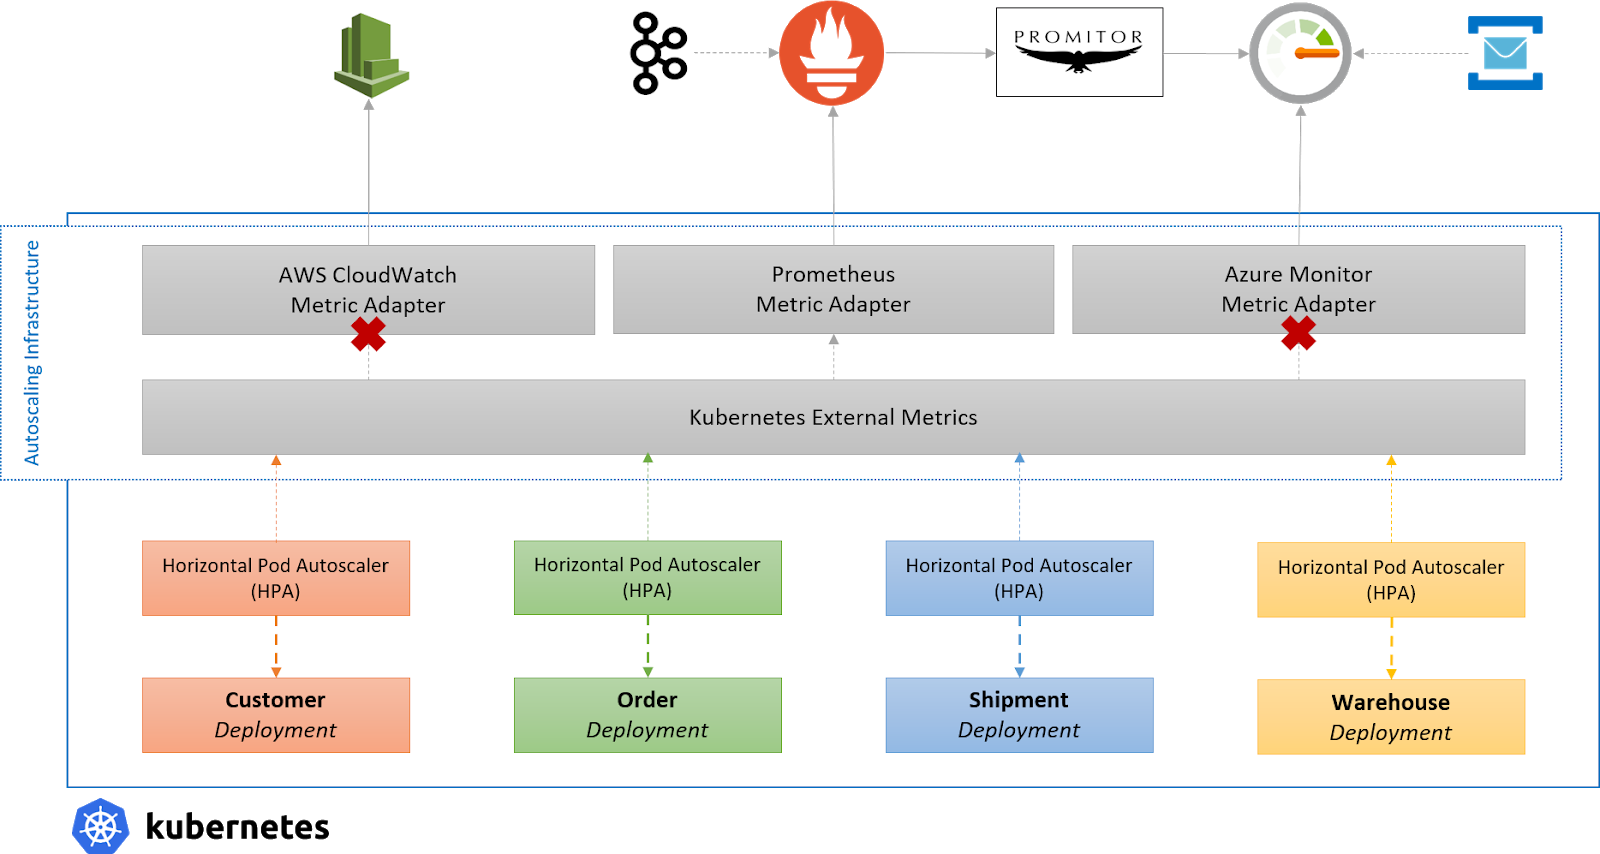 PROMITOR
Autoscaling Infrastructure
AWS CloudWatch
Metric Adapter
Prometheus
Metric Adapter
Azure Monitor
Metric Adapter
Kubernetes External Metrics
Horizontal Pod Autoscaler
(HPA)
Horizontal Pod Autoscaler
(HPA)
Horizontal Pod Autoscaler
(HPA)
Horizontal Pod Autoscaler
(HPA)
Customer
Deployment
Order
Deployment
Shipment
Deployment
Warehouse
Deployment
kubernetes